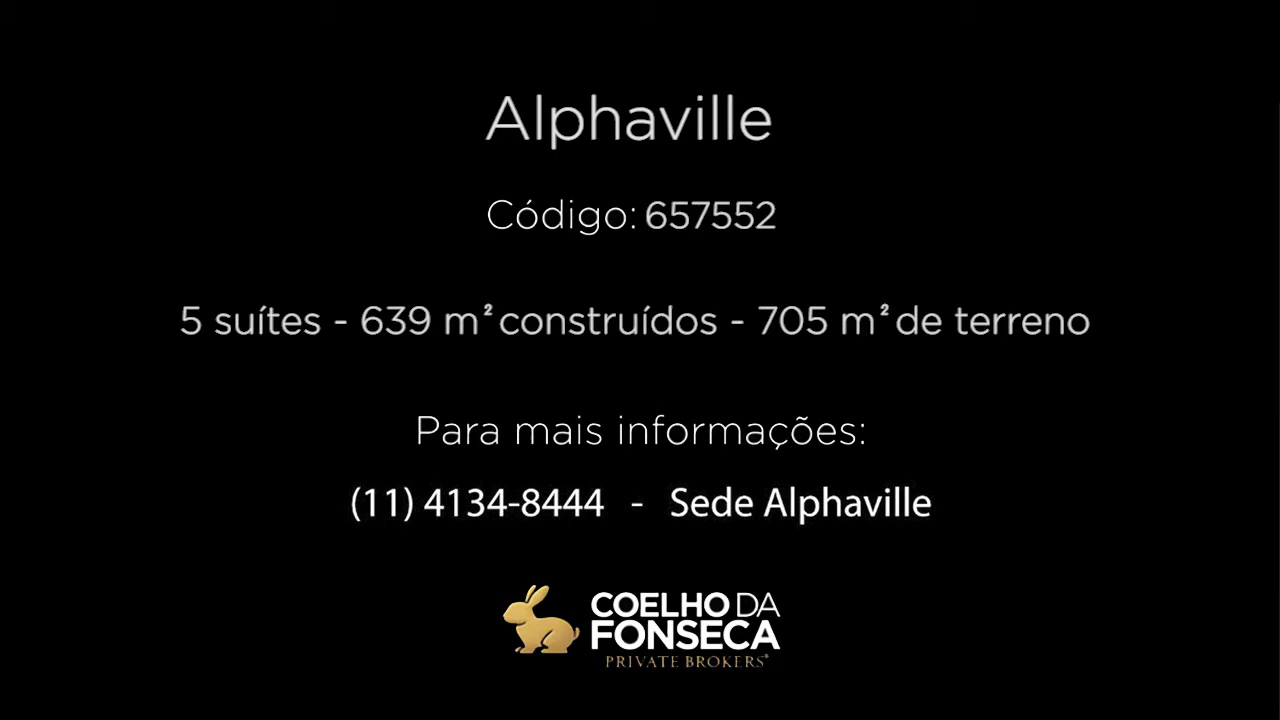 Alphaville
Código: 657552
5 suítes - 639 m² construídos - 705 m² de terreno
Para mais informações:
(11) 4134-8444 - Sede Alphaville
COELHO DA
FONSECA
PRIVATE BROKERS®